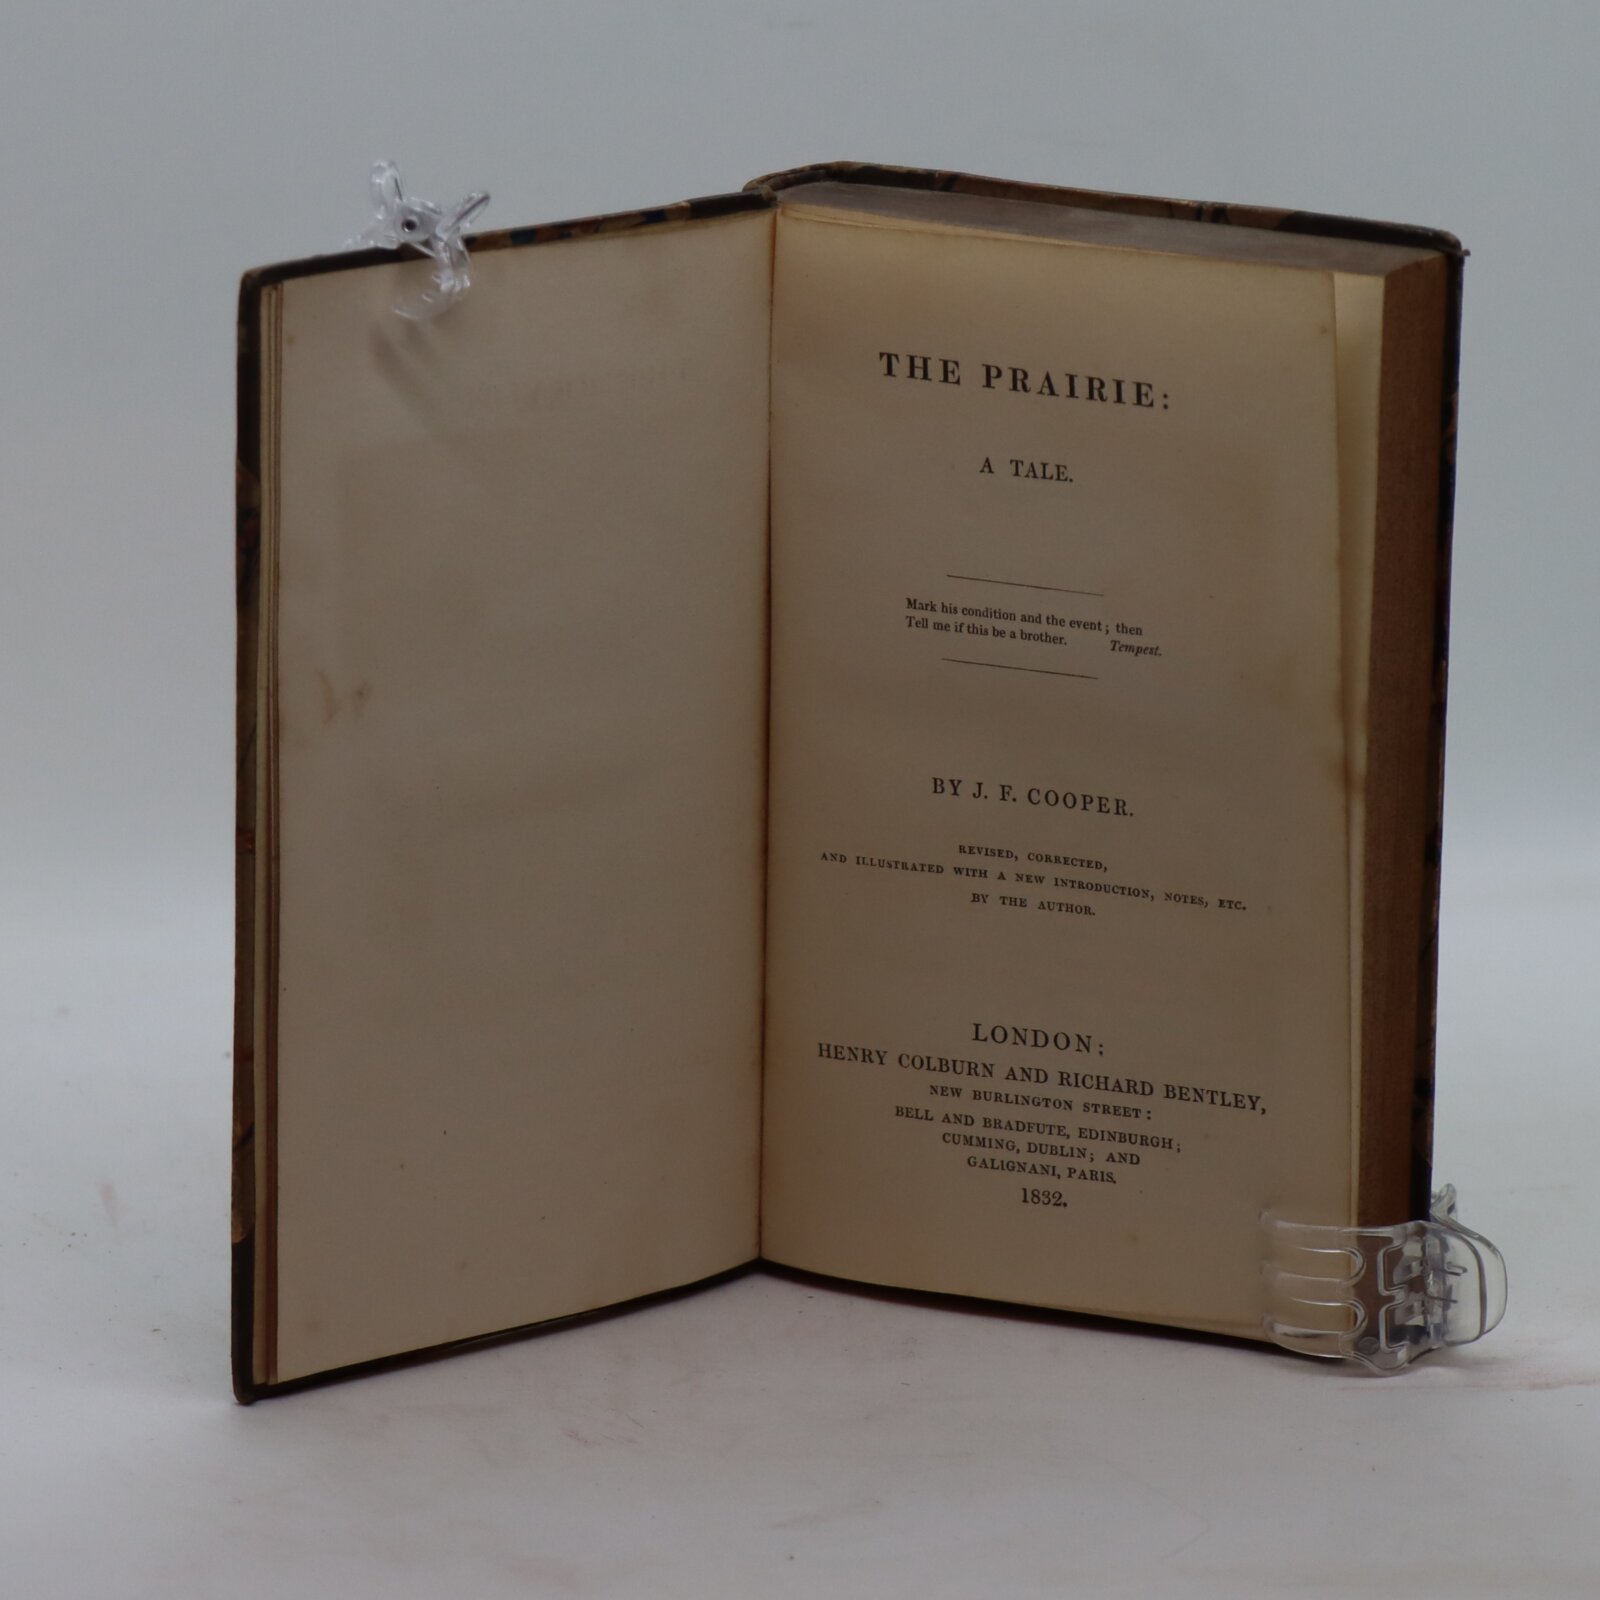 THE PRAIRIE:
A TALE.
Mark his condition and the event; then
Tell me if this be a brother. Tempest.
BY J. F. COOPER.
REVISED, CORRECTED,
AND ILLUSTRATED WITH A NEW INTRODUCTION, NOTES, ETC.
BY THE AUTHOR.
LONDON:
HENRY COLBURN AND RICHARD BENTLEY,
NEW BURLINGTON STREET:
BELL AND BRADFUTE, EDINBURGH;
CUMMING, DUBLIN; AND
GALIGNANI, PARIS.
1832.